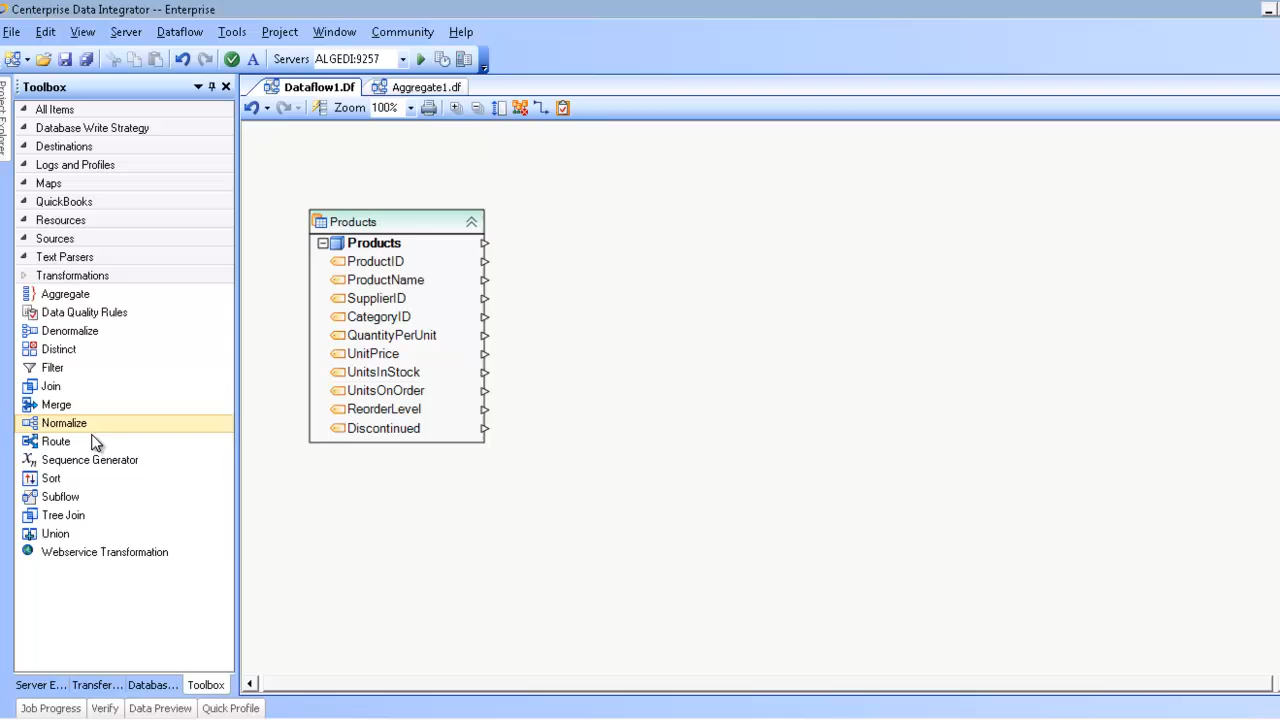 Centerprise Data Integrator -- Enterprise
File Edit View Server Dataflow Tools Project Window Community Help
Servers ALGEDI:9257
Toolbox
Dataflow1.Df Aggregate1.df
Zoom 100%
Project Explorer
All Items
Database Write Strategy
Destinations
Logs and Profiles
Maps
QuickBooks
Resources
Sources
Text Parsers
Transformations
Aggregate
Data Quality Rules
Denormalize
Distinct
Filter
Join
Merge
Normalize
Route
Sequence Generator
Sort
Subflow
Tree Join
Union
Webservice Transformation
Products
Products
ProductID
ProductName
SupplierID
CategoryID
QuantityPerUnit
UnitPrice
UnitsInStock
UnitsOnOrder
ReorderLevel
Discontinued
Server E... Transfer... Databas... Toolbox
Job Progress Verify Data Preview Quick Profile